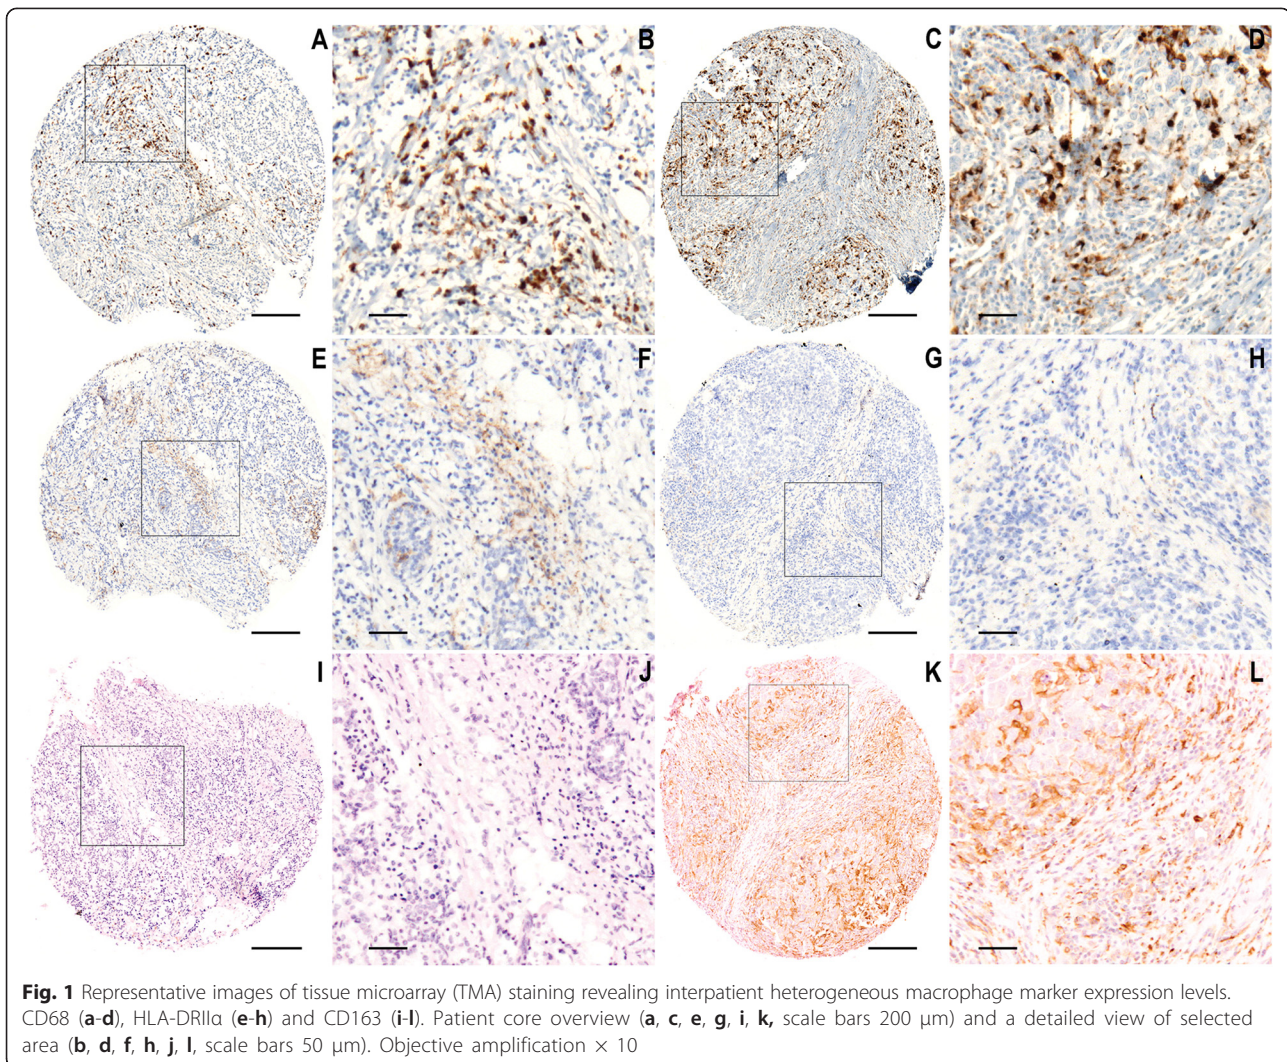 A B C D
E F G H
I J K L
Fig. 1 Representative images of tissue microarray (TMA) staining revealing interpatient heterogeneous macrophage marker expression levels.
CD68 (a-d), HLA-DRIIα (e-h) and CD163 (i-l). Patient core overview (a, c, e, g, i, k, scale bars 200 μm) and a detailed view of selected
area (b, d, f, h, j, l, scale bars 50 μm). Objective amplification × 10